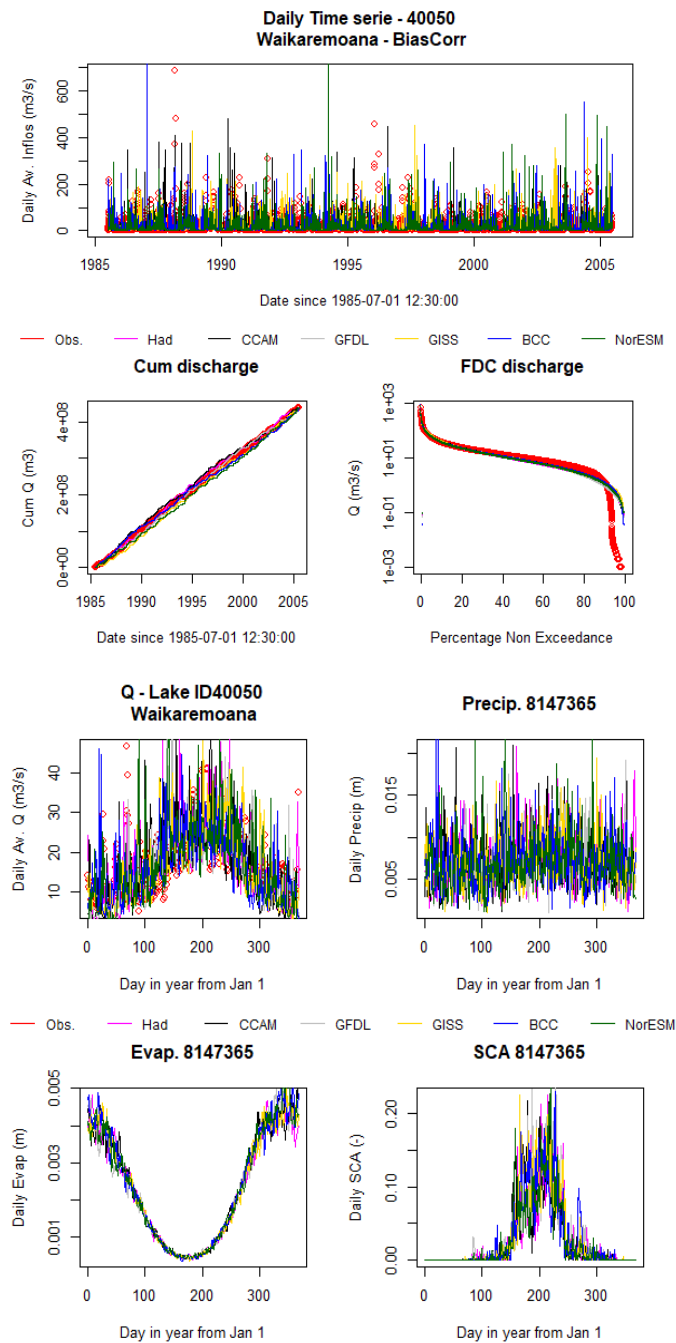 Daily Time serie - 40050
Waikaremoana - BiasCorr
Daily Av. Inflos (m3/s)
600
400
200
0
1985 1990 1995 2000 2005
Date since 1985-07-01 12:30:00
Obs. Had CCAM GFDL GISS BCC NorESM
Cum discharge
Cum Q (m3)
4e+08
2e+08
0e+00
1985 1990 1995 2000 2005
Date since 1985-07-01 12:30:00
FDC discharge
Q (m3/s)
1e+03
1e+01
1e-01
1e-03
0 20 40 60 80 100
Percentage Non Exceedance
Q - Lake ID40050
Waikaremoana
Daily Av. Q (m3/s)
40
30
20
10
0 100 200 300
Day in year from Jan 1
Precip. 8147365
Daily Precip (m)
0.015
0.005
0 100 200 300
Day in year from Jan 1
Obs. Had CCAM GFDL GISS BCC NorESM
Evap. 8147365
Daily Evap (m)
0.005
0.003
0.001
0 100 200 300
Day in year from Jan 1
SCA 8147365
Daily SCA (-)
0.20
0.10
0.00
0 100 200 300
Day in year from Jan 1